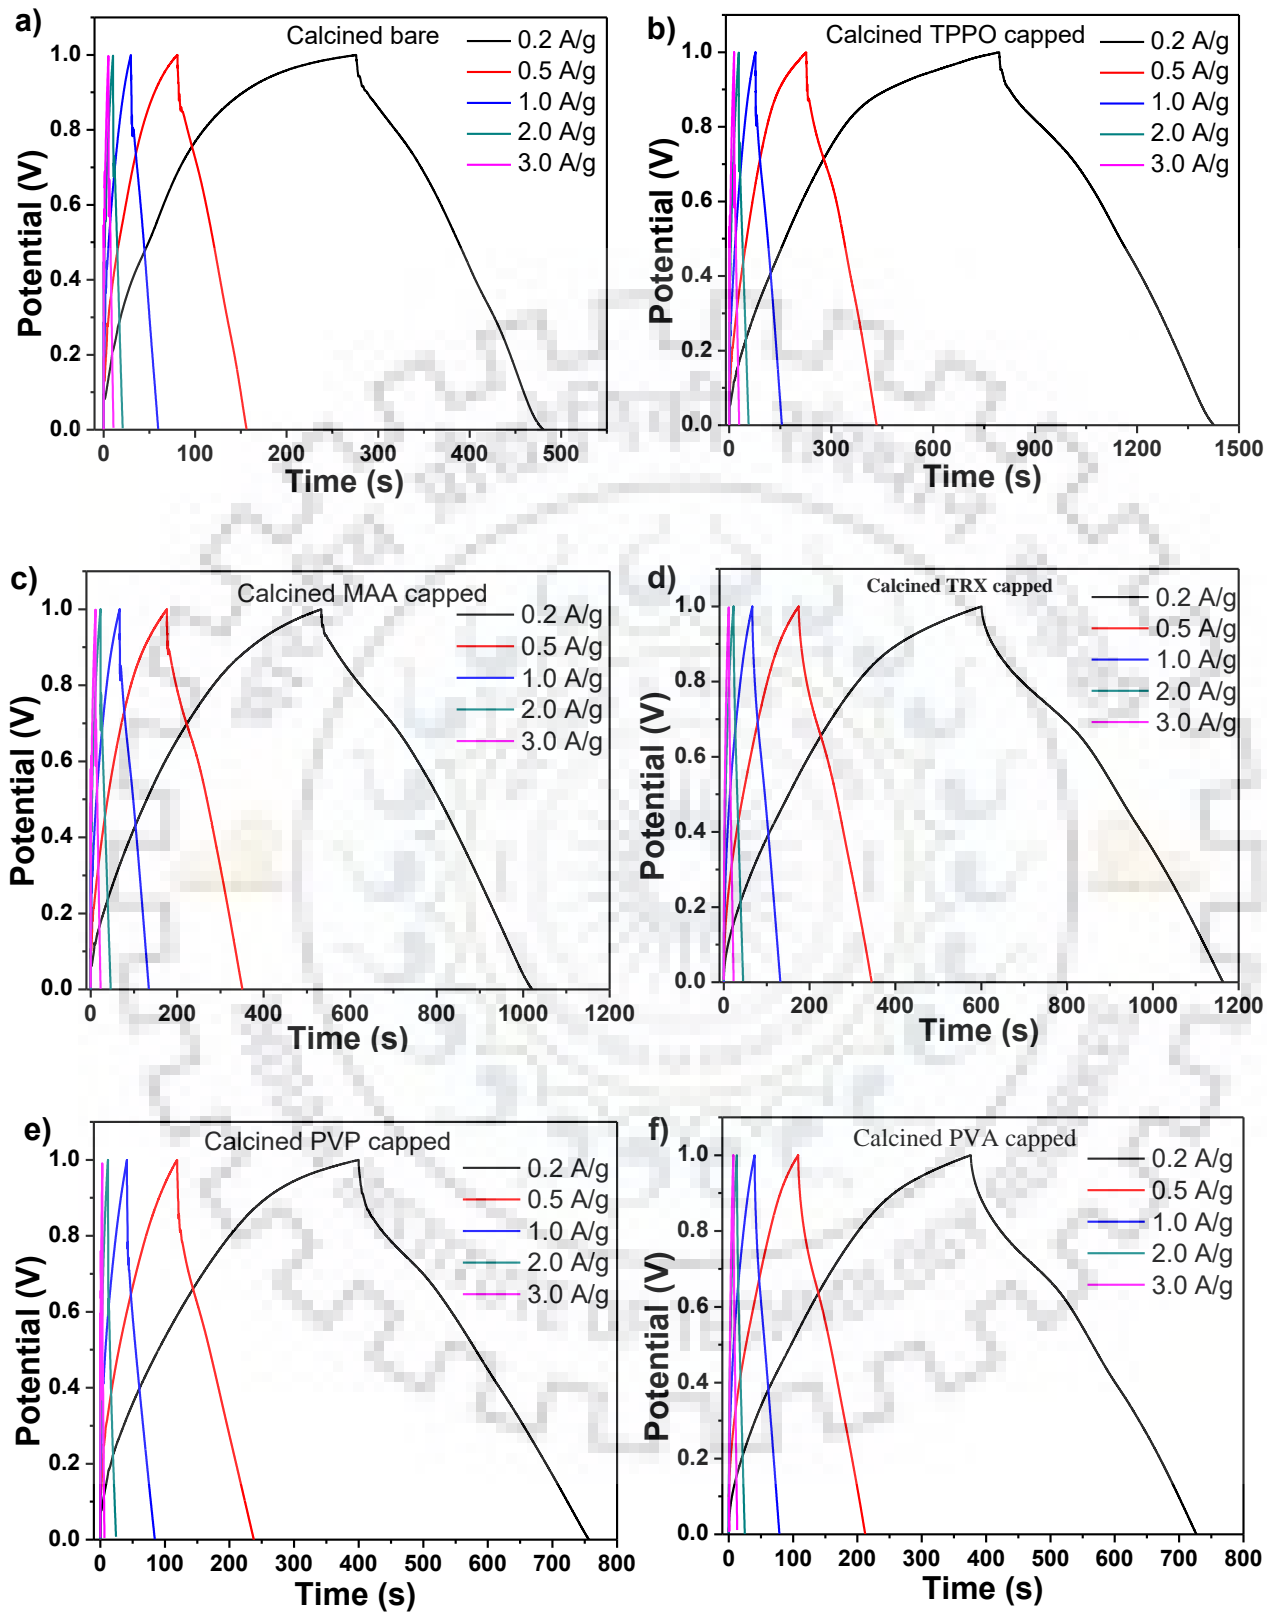 a)
Calcined bare
0.2 A/g
0.5 A/g
1.0 A/g
2.0 A/g
3.0 A/g
Potential (V)
1.0
0.8
0.6
0.4
0.2
0.0
0 100 200 300 400 500
Time (s)
b)
Calcined TPPO capped
0.2 A/g
0.5 A/g
1.0 A/g
2.0 A/g
3.0 A/g
Potential (V)
1.0
0.8
0.6
0.4
0.2
0.0
0 300 600 900 1200 1500
Time (s)
c)
Calcined MAA capped
0.2 A/g
0.5 A/g
1.0 A/g
2.0 A/g
3.0 A/g
Potential (V)
1.0
0.8
0.6
0.4
0.2
0.0
0 200 400 600 800 1000 1200
Time (s)
d)
Calcined TRX capped
0.2 A/g
0.5 A/g
1.0 A/g
2.0 A/g
3.0 A/g
Potential (V)
1.0
0.8
0.6
0.4
0.2
0.0
0 200 400 600 800 1000 1200
Time (s)
e)
Calcined PVP capped
0.2 A/g
0.5 A/g
1.0 A/g
2.0 A/g
3.0 A/g
Potential (V)
1.0
0.8
0.6
0.4
0.2
0.0
0 100 200 300 400 500 600 700 800
Time (s)
f)
Calcined PVA capped
0.2 A/g
0.5 A/g
1.0 A/g
2.0 A/g
3.0 A/g
Potential (V)
1.0
0.8
0.6
0.4
0.2
0.0
0 100 200 300 400 500 600 700 800
Time (s)